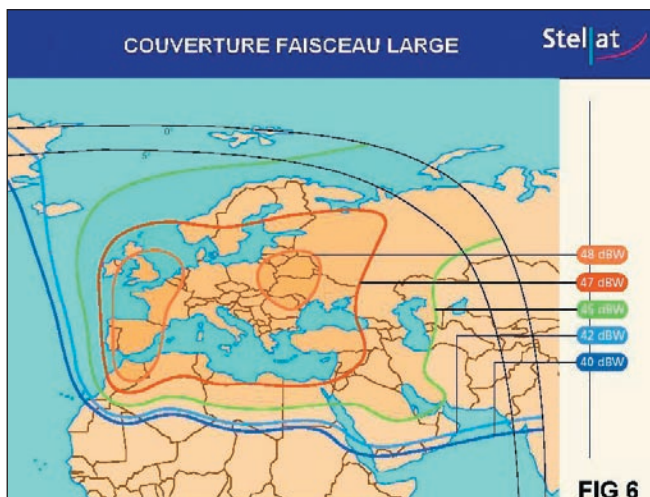 COUVERTURE FAISCEAU LARGE
Stellat
0°
5°
48 dBW
47 dBW
45 dBW
42 dBW
40 dBW
FIG 6